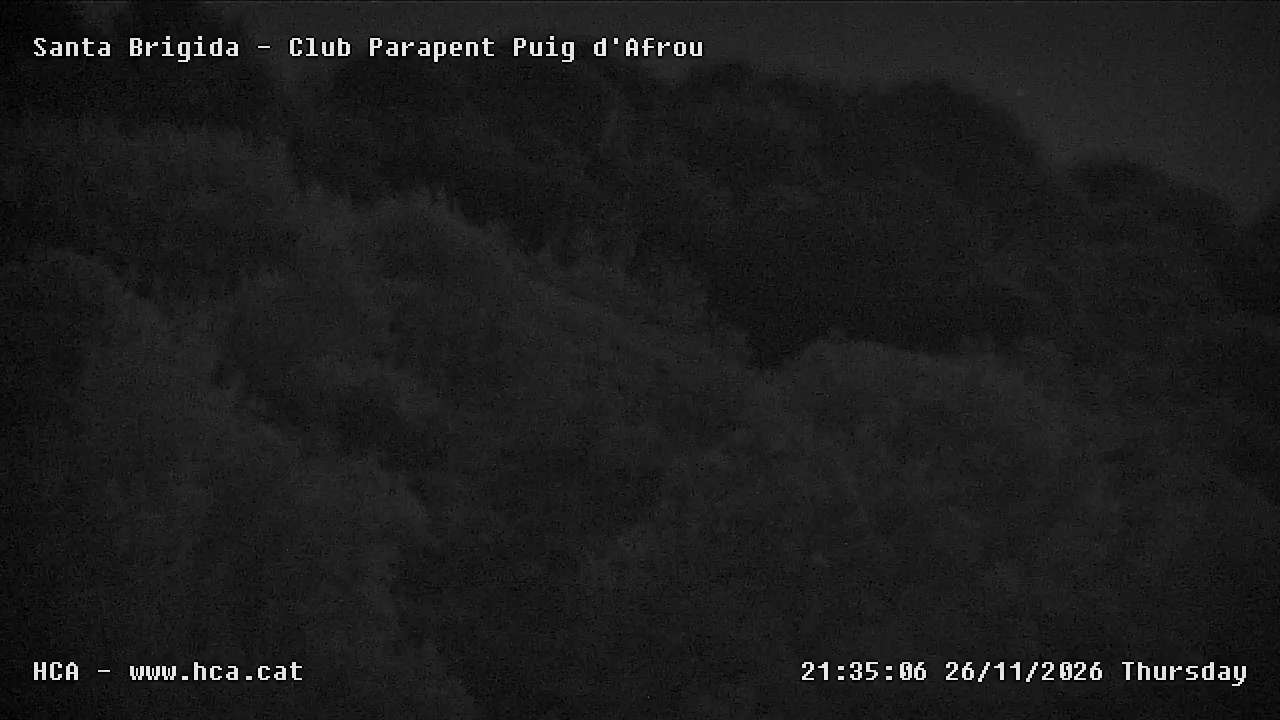 Santa Brigida - Club Parapent Puig d'Afrou
HCA - www.hca.cat
21:35:06 26/11/2026 Thursday